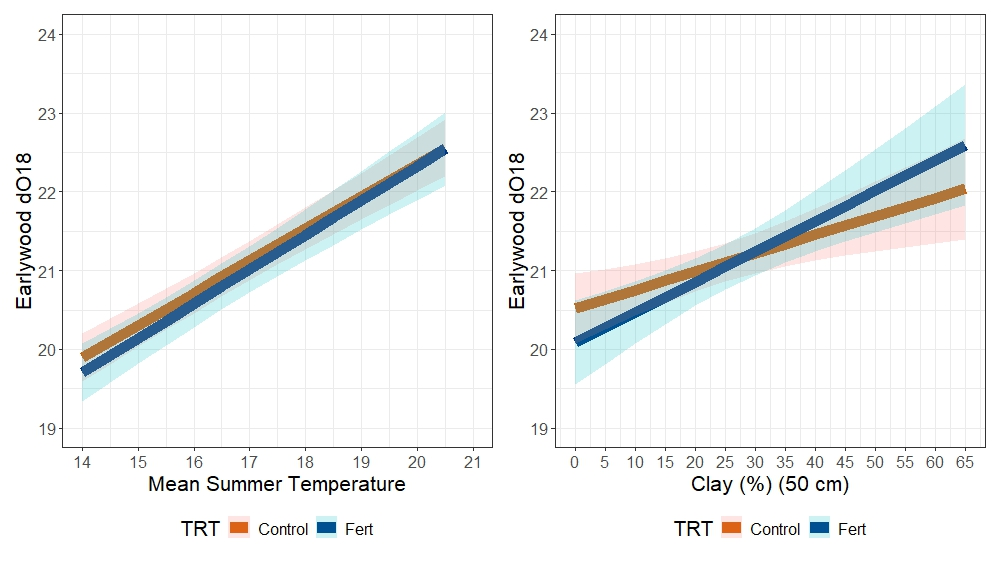 24
23
22
21
20
19
Earlywood dO18
14 15 16 17 18 19 20 21
Mean Summer Temperature
TRT Control Fert
24
23
22
21
20
19
Earlywood dO18
0 5 10 15 20 25 30 35 40 45 50 55 60 65
Clay (%) (50 cm)
TRT Control Fert